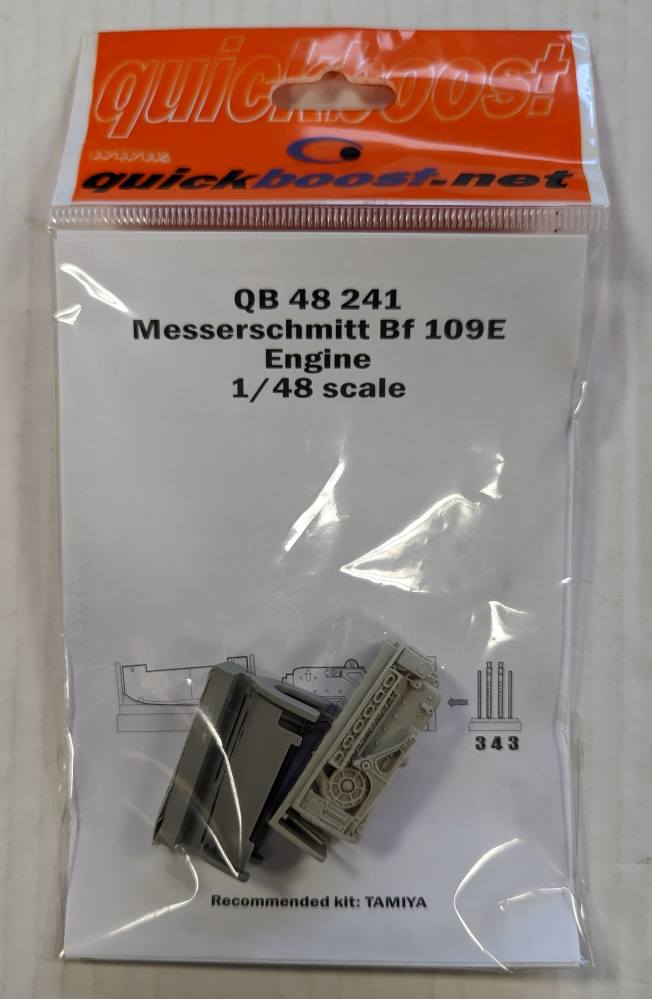 quickboost
quickboost.net
QB 48 241
Messerschmitt Bf 109E
Engine
1/48 scale
3 4 3
Recommended kit: TAMIYA